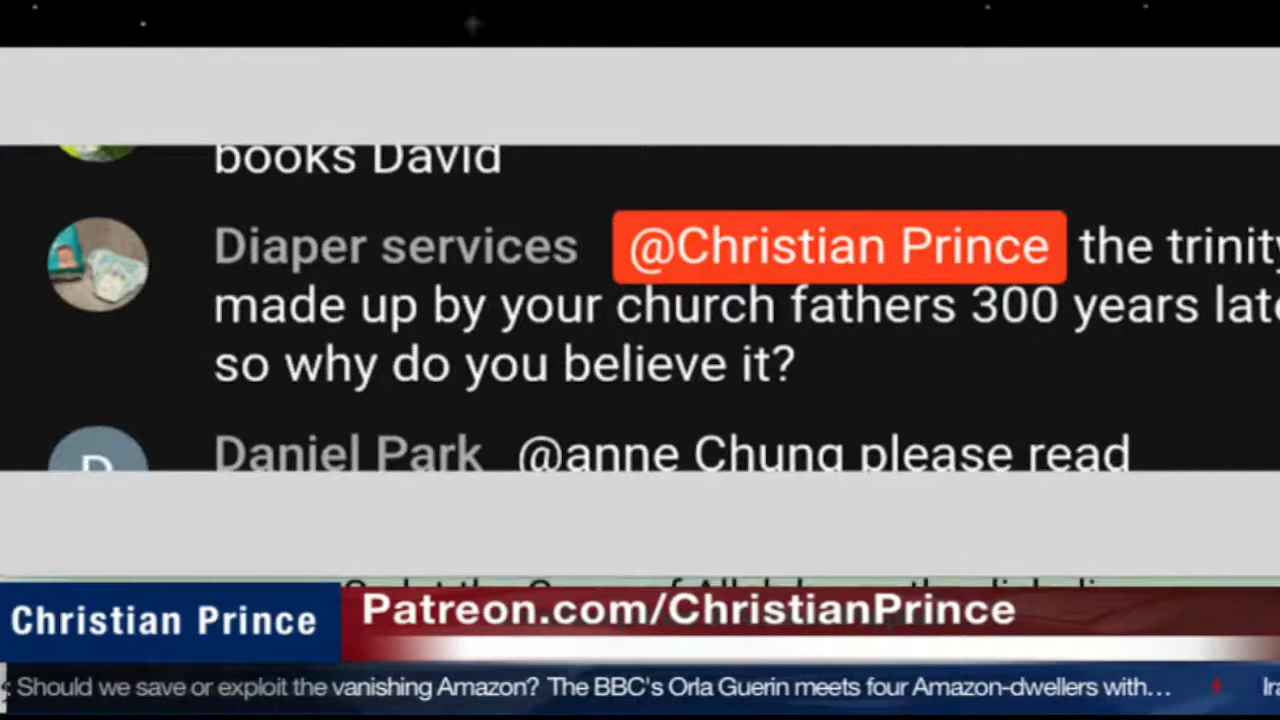 books David
Diaper services @Christian Prince the trinity
made up by your church fathers 300 years late
so why do you believe it?
Daniel Park @anne Chung please read
Christian Prince
Patreon.com/ChristianPrince
Should we save or exploit the vanishing Amazon? The BBC's Orla Guerin meets four Amazon-dwellers with…